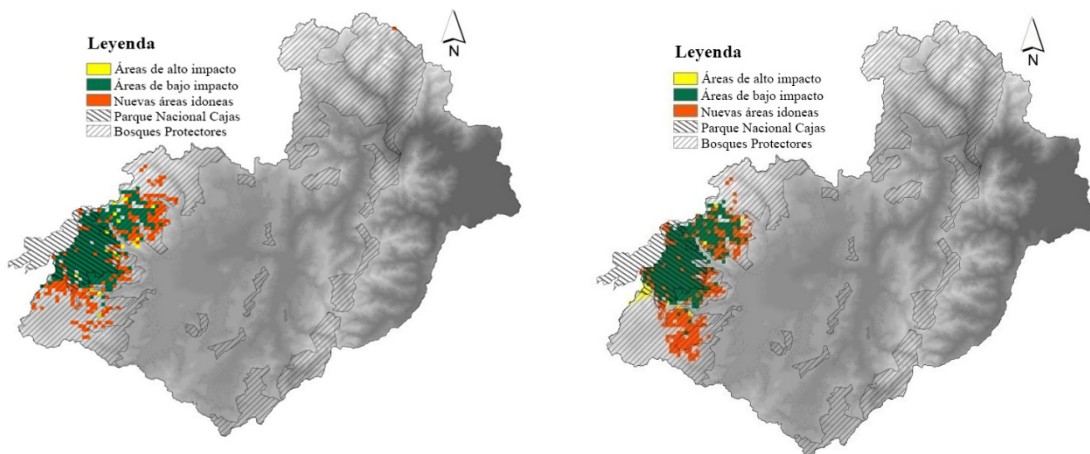 Leyenda
Áreas de alto impacto
Áreas de bajo impacto
Nuevas áreas idoneas
Parque Nacional Cajas
Bosques Protectores
N
Leyenda
Áreas de alto impacto
Áreas de bajo impacto
Nuevas áreas idoneas
Parque Nacional Cajas
Bosques Protectores
N